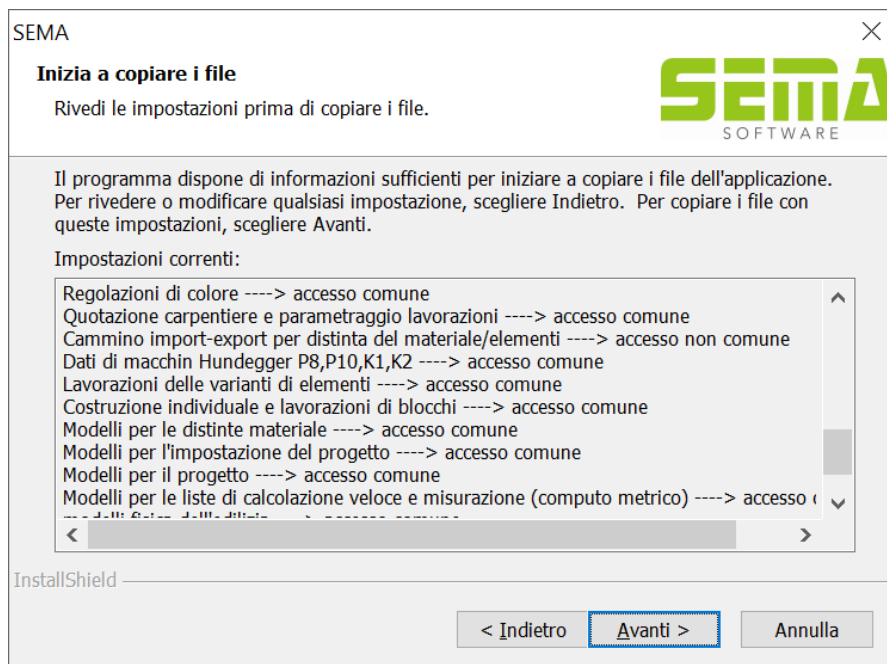 SEMA
Inizia a copiare i file
Rivedi le impostazioni prima di copiare i file.
SEMA
SOFTWARE
Il programma dispone di informazioni sufficienti per iniziare a copiare i file dell'applicazione.
Per rivedere o modificare qualsiasi impostazione, scegliere Indietro.  Per copiare i file con
queste impostazioni, scegliere Avanti.
Impostazioni correnti:
Regolazioni di colore ----> accesso comune
Quotazione carpentiere e parametraggio lavorazioni ----> accesso comune
Cammino import-export per distinta del materiale/elementi ----> accesso non comune
Dati di macchin Hundegger P8,P10,K1,K2 ----> accesso comune
Lavorazioni delle varianti di elementi ----> accesso comune
Costruzione individuale e lavorazioni di blocchi ----> accesso comune
Modelli per le distinte materiale ----> accesso comune
Modelli per l'impostazione del progetto ----> accesso comune
Modelli per il progetto ----> accesso comune
Modelli per le liste di calcolazione veloce e misurazione (computo metrico) ----> accesso
modelli fisica dell'edilizia ----> accesso comune
InstallShield
< Indietro
Avanti >
Annulla